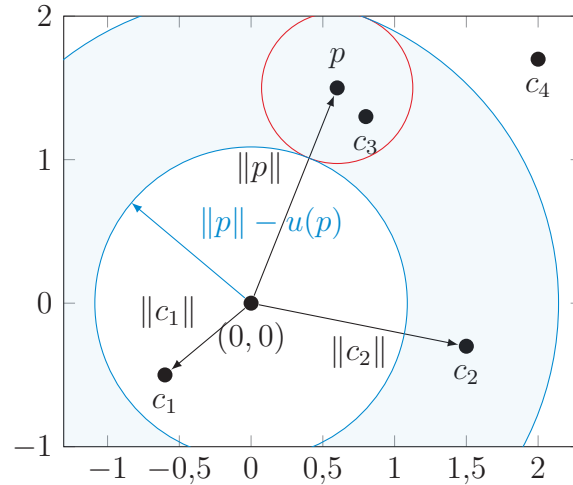 2
p
c₄
c₃
1
‖p‖
‖p‖ − u(p)
‖c₁‖
0
(0, 0)
‖c₂‖
c₂
c₁
−1
−1 −0,5 0 0,5 1 1,5 2